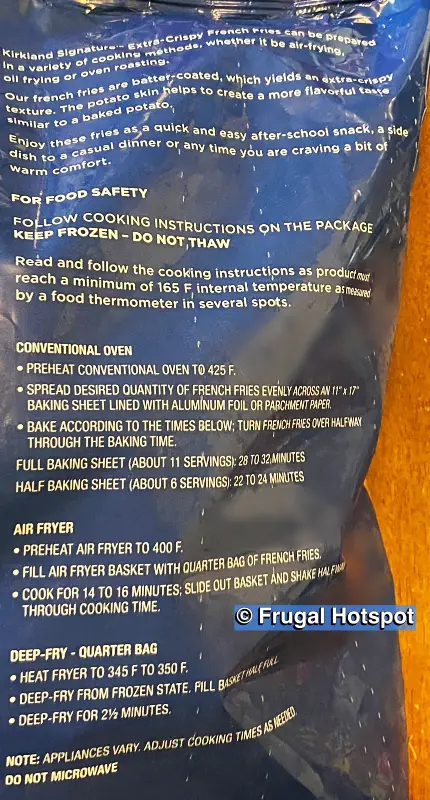 Kirkland Signature™ Extra-Crispy French Fries can be prepared
in a variety of cooking methods, whether it be air-frying,
oil frying or oven roasting.
Our french fries are batter-coated, which yields an extra-crispy
texture. The potato skin helps to create a more flavorful taste
similar to a baked potato.
Enjoy these fries as a quick and easy after-school snack, a side
dish to a casual dinner or any time you are craving a bit of
warm comfort.
FOR FOOD SAFETY
FOLLOW COOKING INSTRUCTIONS ON THE PACKAGE
KEEP FROZEN – DO NOT THAW
Read and follow the cooking instructions as product must
reach a minimum of 165 F internal temperature as measured
by a food thermometer in several spots.
CONVENTIONAL OVEN
• PREHEAT CONVENTIONAL OVEN TO 425 F.
• SPREAD DESIRED QUANTITY OF FRENCH FRIES EVENLY ACROSS AN 11" x 17"
BAKING SHEET LINED WITH ALUMINUM FOIL OR PARCHMENT PAPER.
• BAKE ACCORDING TO THE TIMES BELOW; TURN FRENCH FRIES OVER HALFWAY
THROUGH THE BAKING TIME.
FULL BAKING SHEET (ABOUT 11 SERVINGS): 28 TO 32 MINUTES
HALF BAKING SHEET (ABOUT 6 SERVINGS): 22 TO 24 MINUTES
AIR FRYER
• PREHEAT AIR FRYER TO 400 F.
• FILL AIR FRYER BASKET WITH QUARTER BAG OF FRENCH FRIES.
• COOK FOR 14 TO 16 MINUTES; SLIDE OUT BASKET AND SHAKE HALFWAY
THROUGH COOKING TIME.
© Frugal Hotspot
DEEP-FRY - QUARTER BAG
• HEAT FRYER TO 345 F TO 350 F.
• DEEP-FRY FROM FROZEN STATE. FILL BASKET HALF FULL.
• DEEP-FRY FOR 2½ MINUTES.
NOTE: APPLIANCES VARY. ADJUST COOKING TIMES AS NEEDED.
DO NOT MICROWAVE